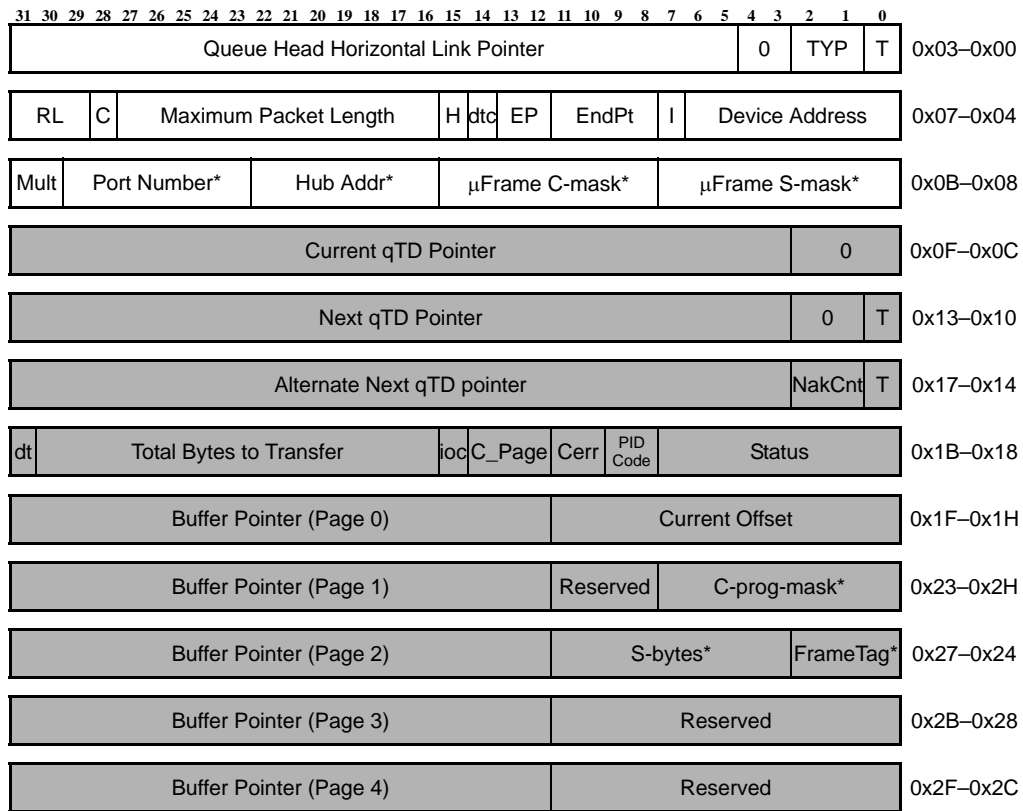 31 30 29 28 27 26 25 24 23 22 21 20 19 18 17 16 15 14 13 12 11 10 9 8 7 6 5 4 3 2 1 0
Queue Head Horizontal Link Pointer 0 TYP T 0x03–0x00
RL C Maximum Packet Length H dtc EP EndPt I Device Address 0x07–0x04
Mult Port Number* Hub Addr* μFrame C-mask* μFrame S-mask* 0x0B–0x08
Current qTD Pointer 0 0x0F–0x0C
Next qTD Pointer 0 T 0x13–0x10
Alternate Next qTD pointer NakCnt T 0x17–0x14
dt Total Bytes to Transfer ioc C_Page Cerr PID Code Status 0x1B–0x18
Buffer Pointer (Page 0) Current Offset 0x1F–0x1H
Buffer Pointer (Page 1) Reserved C-prog-mask* 0x23–0x2H
Buffer Pointer (Page 2) S-bytes* FrameTag* 0x27–0x24
Buffer Pointer (Page 3) Reserved 0x2B–0x28
Buffer Pointer (Page 4) Reserved 0x2F–0x2C